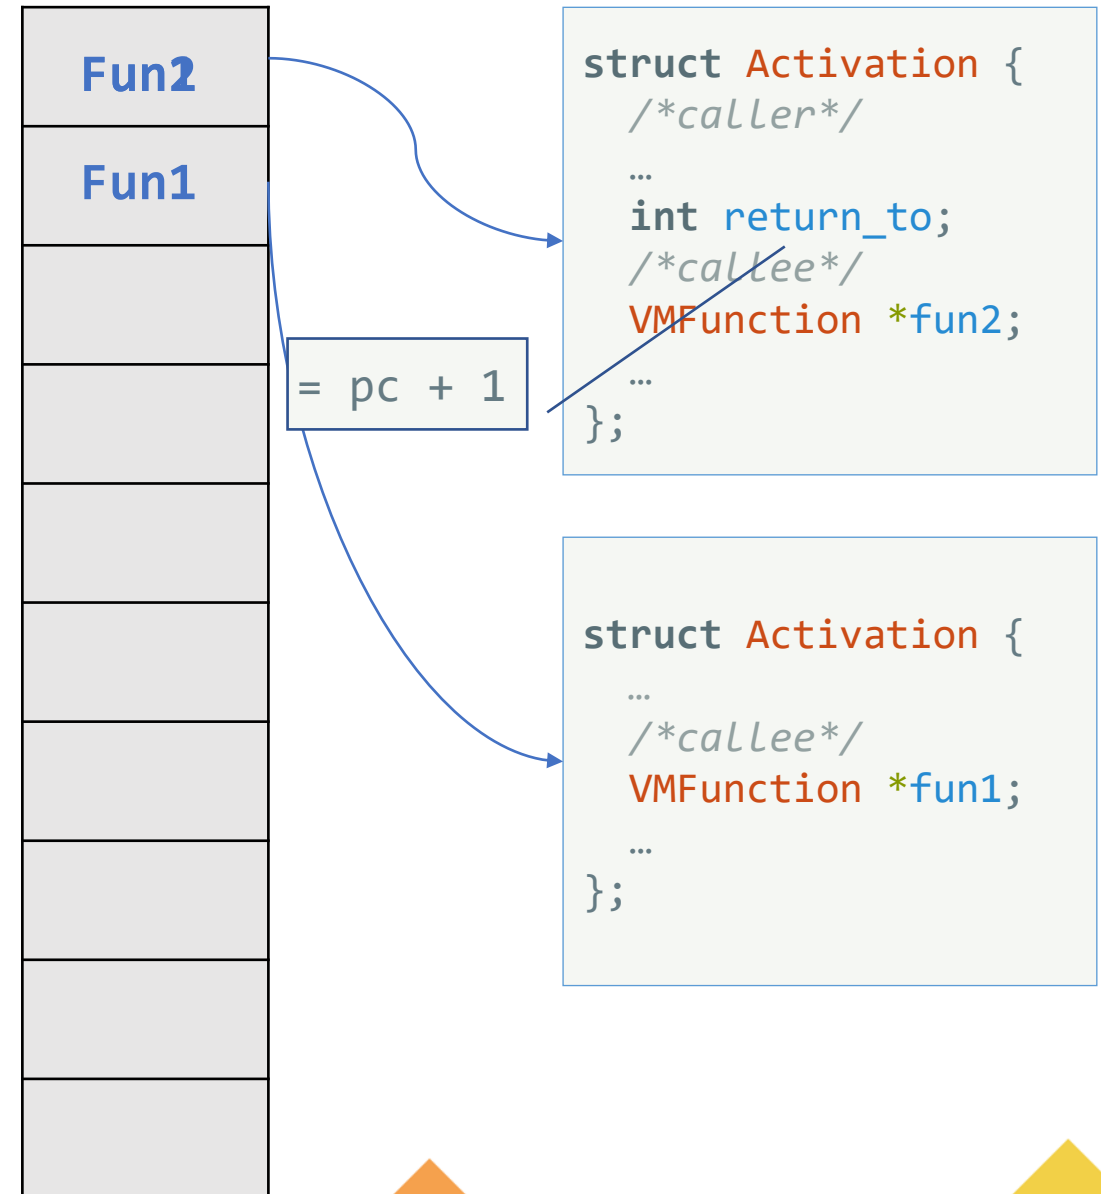 Fun2
Fun1
struct Activation {
/*caller*/
…
int return_to;
/*callee*/
VMFunction *fun2;
…
};
= pc + 1
struct Activation {
…
/*callee*/
VMFunction *fun1;
…
};